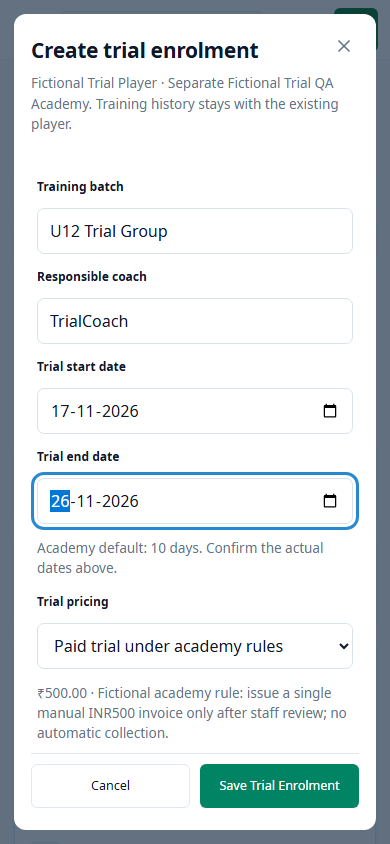 Create trial enrolment
Fictional Trial Player · Separate Fictional Trial QA
Academy. Training history stays with the existing
player.
Training batch
U12 Trial Group
Responsible coach
TrialCoach
Trial start date
17-11-2026
Trial end date
26-11-2026
Academy default: 10 days. Confirm the actual
dates above.
Trial pricing
Paid trial under academy rules
₹500.00 · Fictional academy rule: issue a single
manual INR500 invoice only after staff review; no
automatic collection.
Cancel
Save Trial Enrolment